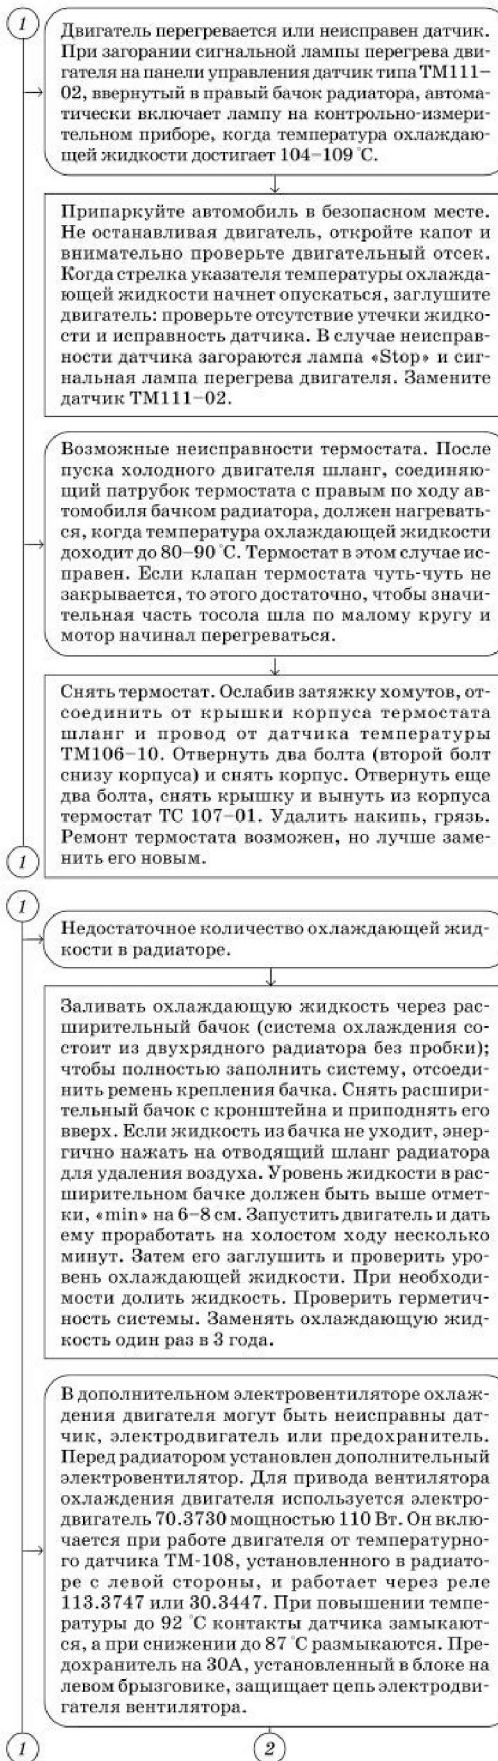 1
Двигатель перегревается или неисправен датчик.
При загорании сигнальной лампы перегрева дви-
гателя на панели управления датчик типа ТМ111-
02, ввернутый в правый бачок радиатора, автома-
тически включает лампу на контрольно-измери-
тельном приборе, когда температура охлаждаю-
щей жидкости достигает 104–109 °С.
Припаркуйте автомобиль в безопасном месте.
Не останавливая двигатель, откройте капот и
внимательно проверьте двигательный отсек.
Когда стрелка указателя температуры охлажда-
ющей жидкости начнет опускаться, заглушите
двигатель: проверьте отсутствие утечки жидко-
сти и исправность датчика. В случае неисправ-
ности датчика загораются лампа «Stop» и сиг-
нальная лампа перегрева двигателя. Замените
датчик ТМ111–02.
Возможные неисправности термостата. После
пуска холодного двигателя шланг, соединяю-
щий патрубок термостата с правым по ходу ав-
томобиля бачком радиатора, должен нагревать-
ся, когда температура охлаждающей жидкости
доходит до 80–90 °С. Термостат в этом случае ис-
правен. Если клапан термостата чуть-чуть не
закрывается, то этого достаточно, чтобы значи-
тельная часть тосола шла по малому кругу и
мотор начинал перегреваться.
Снять термостат. Ослабив затяжку хомутов, от-
соединить от крышки корпуса термостата
шланг и провод от датчика температуры
ТМ106–10. Отвернуть два болта (второй болт
снизу корпуса) и снять корпус. Отвернуть еще
два болта, снять крышку и вынуть из корпуса
термостат ТС 107–01. Удалить накипь, грязь.
Ремонт термостата возможен, но лучше заме-
нить его новым.
1
1
Недостаточное количество охлаждающей жид-
кости в радиаторе.
Заливать охлаждающую жидкость через рас-
ширительный бачок (система охлаждения со-
стоит из двухрядного радиатора без пробки);
чтобы полностью заполнить систему, отсоеди-
нить ремень крепления бачка. Снять расшири-
тельный бачок с кронштейна и приподнять его
вверх. Если жидкость из бачка не уходит, энер-
гично нажать на отводящий шланг радиатора
для удаления воздуха. Уровень жидкости в рас-
ширительном бачке должен быть выше отмет-
ки, «min» на 6–8 см. Запустить двигатель и дать
ему проработать на холостом ходу несколько
минут. Затем его заглушить и проверить уро-
вень охлаждающей жидкости. При необходи-
мости долить жидкость. Проверить герметич-
ность системы. Заменять охлаждающую жид-
кость один раз в 3 года.
В дополнительном электровентиляторе охлаж-
дения двигателя могут быть неисправны дат-
чик, электродвигатель или предохранитель.
Перед радиатором установлен дополнительный
электровентилятор. Для привода вентилятора
охлаждения двигателя используется электро-
двигатель 70.3730 мощностью 110 Вт. Он вклю-
чается при работе двигателя от температурно-
го датчика ТМ-108, установленного в радиато-
ре с левой стороны, и работает через реле
113.3747 или 30.3447. При повышении темпе-
ратуры до 92 °С контакты датчика замыкают-
ся, а при снижении до 87 °С размыкаются. Пре-
дохранитель на 30А, установленный в блоке на
левом брызговике, защищает цепь электродви-
гателя вентилятора.
1
2